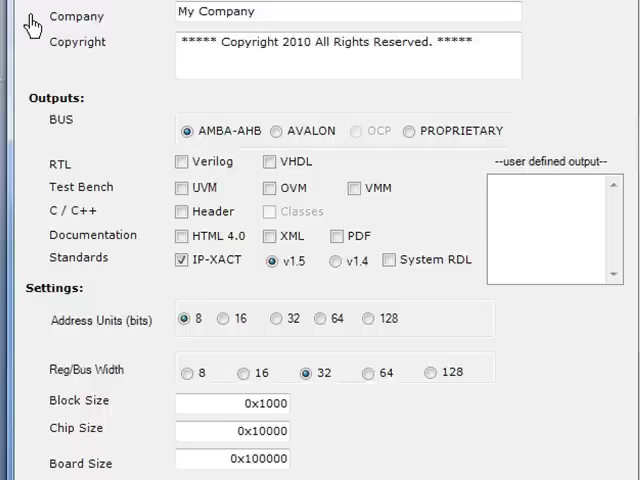 Company My Company
Copyright ***** Copyright 2010 All Rights Reserved. *****
Outputs:
BUS AMBA-AHB AVALON OCP PROPRIETARY
RTL Verilog VHDL --user defined output--
Test Bench UVM OVM VMM
C / C++ Header Classes
Documentation HTML 4.0 XML PDF
Standards IP-XACT v1.5 v1.4 System RDL
Settings:
Address Units (bits) 8 16 32 64 128
Reg/Bus Width 8 16 32 64 128
Block Size 0x1000
Chip Size 0x10000
Board Size 0x100000